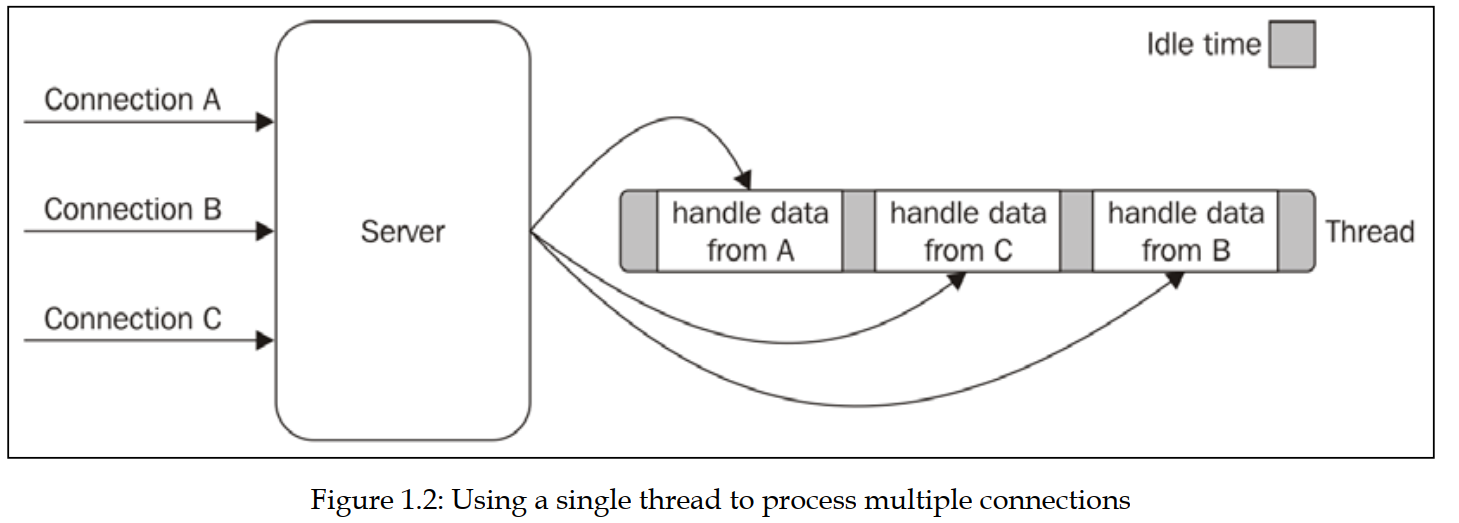 Idle time
Connection A
Connection B
Connection C
Server
handle data
from A
handle data
from C
handle data
from B
Thread
Figure 1.2: Using a single thread to process multiple connections